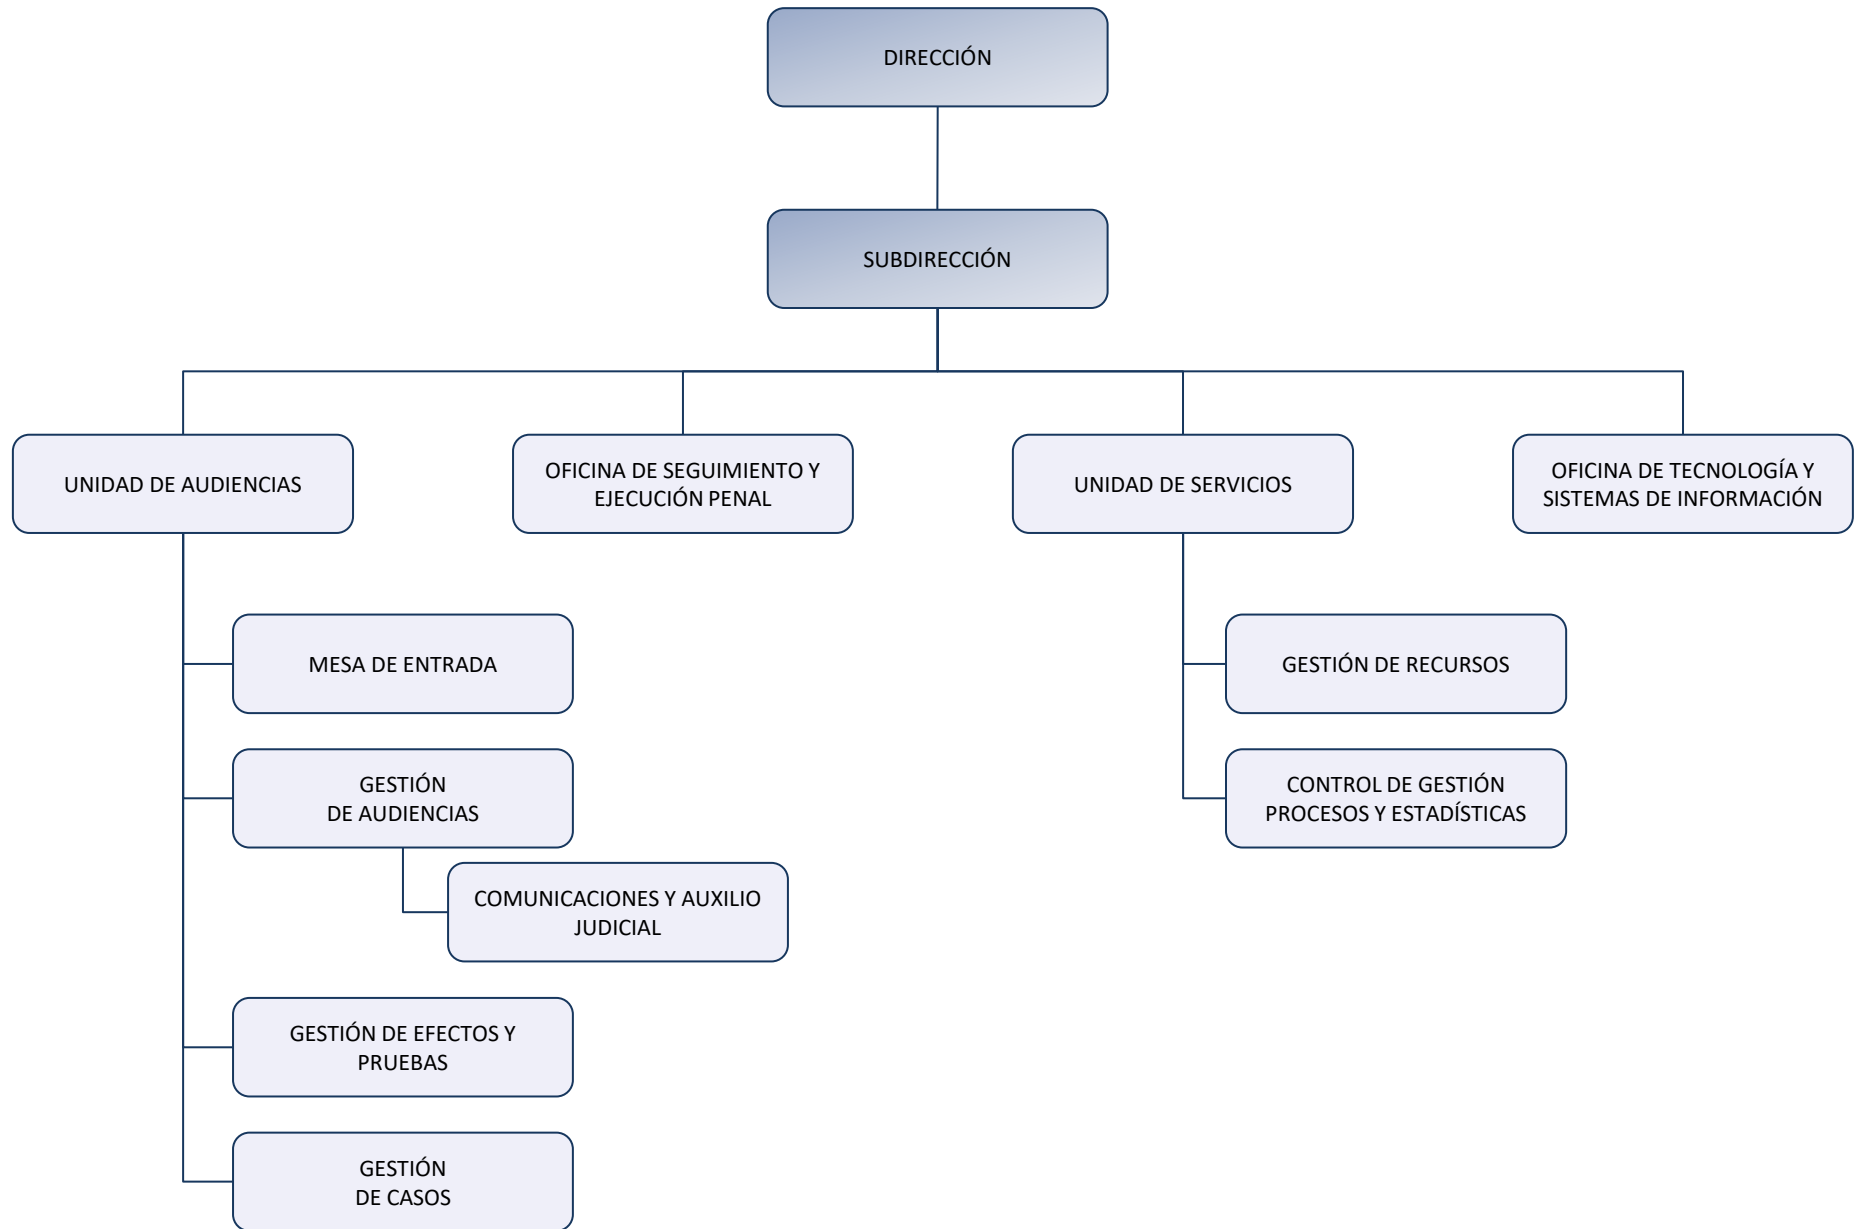 DIRECCIÓN
SUBDIRECCIÓN
UNIDAD DE AUDIENCIAS
OFICINA DE SEGUIMIENTO Y
EJECUCIÓN PENAL
UNIDAD DE SERVICIOS
OFICINA DE TECNOLOGÍA Y
SISTEMAS DE INFORMACIÓN
MESA DE ENTRADA
GESTIÓN
DE AUDIENCIAS
COMUNICACIONES Y AUXILIO
JUDICIAL
GESTIÓN DE EFECTOS Y
PRUEBAS
GESTIÓN
DE CASOS
GESTIÓN DE RECURSOS
CONTROL DE GESTIÓN
PROCESOS Y ESTADÍSTICAS